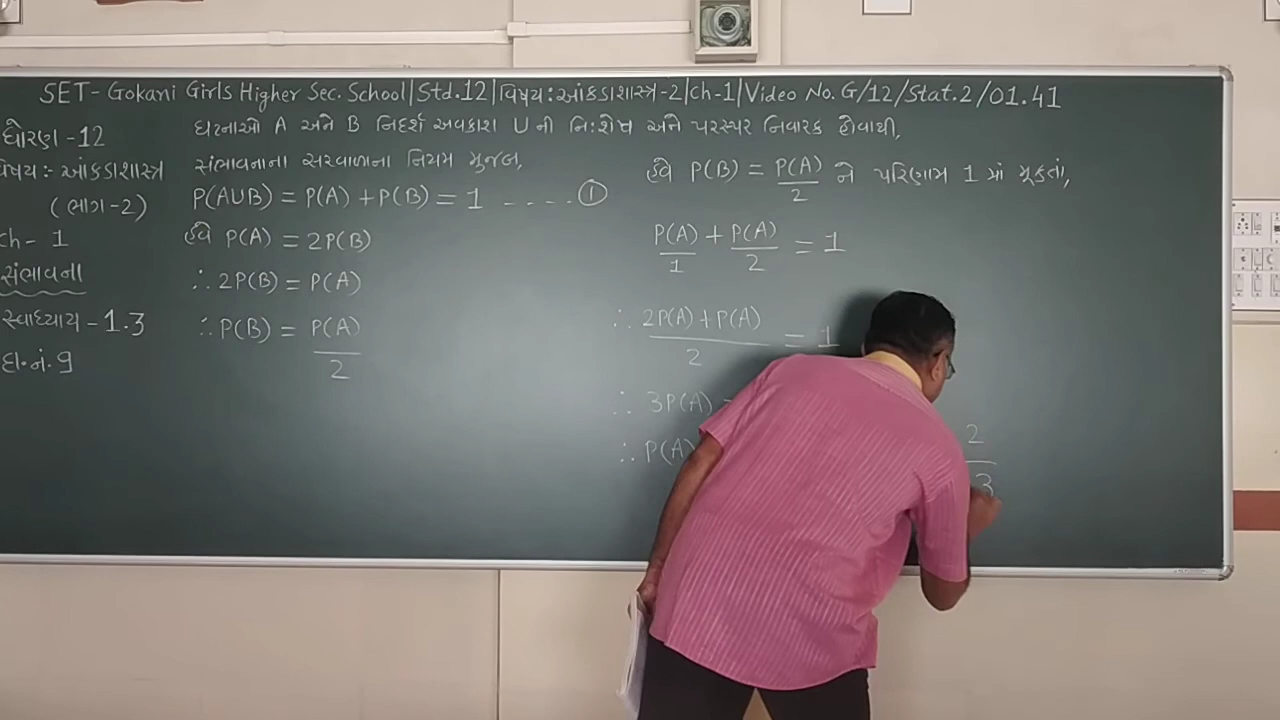 SET- Gokani Girls Higher Sec. School|Std.12|વિષય: આંકડાશાસ્ત્ર-2|Ch-1|Video No. G/12/Stat.2/01.41
ધોરણ -12
વિષય:- આંકડાશાસ્ત્ર
(ભાગ-2)
Ch- 1
સંભાવના
સ્વાધ્યાય - 1.3
દા.નં. 9
ઘટનાઓ A અને B નિદર્શ અવકાશ U ની નિ:શેષ અને પરસ્પર નિવારક હોવાથી,
સંભાવનાના સરવાળાના નિયમ મુજબ,
P(A∪B) = P(A) + P(B) = 1 ----- ①
હવે P(A) = 2P(B)
∴ 2P(B) = P(A)
∴ P(B) = P(A)/2
હવે P(B) = P(A)/2 ને પરિણામ 1 માં મૂકતાં,
P(A)/1 + P(A)/2 = 1
∴ 2P(A) + P(A)/2 = 1
∴ 3P(A) =
∴ P(A)
2/3